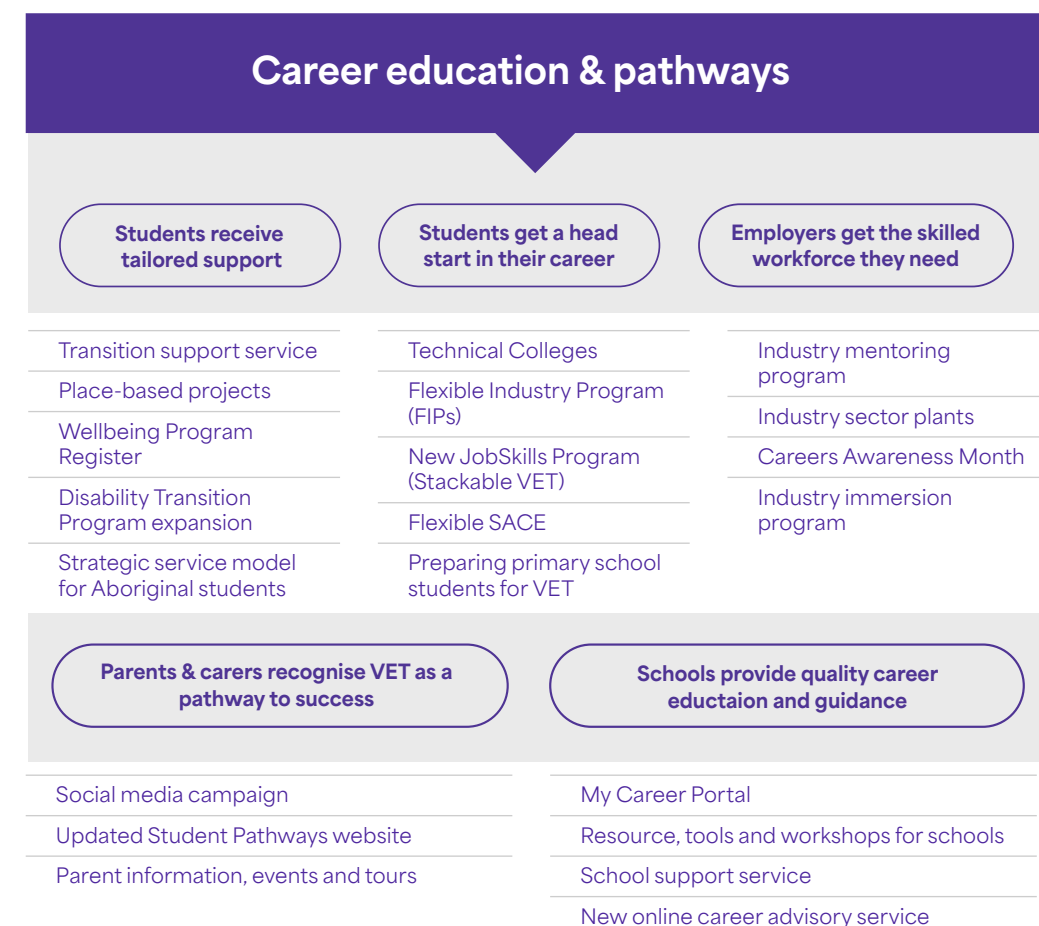 Career education & pathways
Students receive
tailored support
Students get a head
start in their career
Employers get the skilled
workforce they need
Transition support service
Place-based projects
Wellbeing Program
Register
Disability Transition
Program expansion
Strategic service model
for Aboriginal students
Technical Colleges
Flexible Industry Program
(FIPs)
New JobSkills Program
(Stackable VET)
Flexible SACE
Preparing primary school
students for VET
Industry mentoring
program
Industry sector plants
Careers Awareness Month
Industry immersion
program
Parents & carers recognise VET as a
pathway to success
Schools provide quality career
eductaion and guidance
Social media campaign
Updated Student Pathways website
Parent information, events and tours
My Career Portal
Resource, tools and workshops for schools
School support service
New online career advisory service